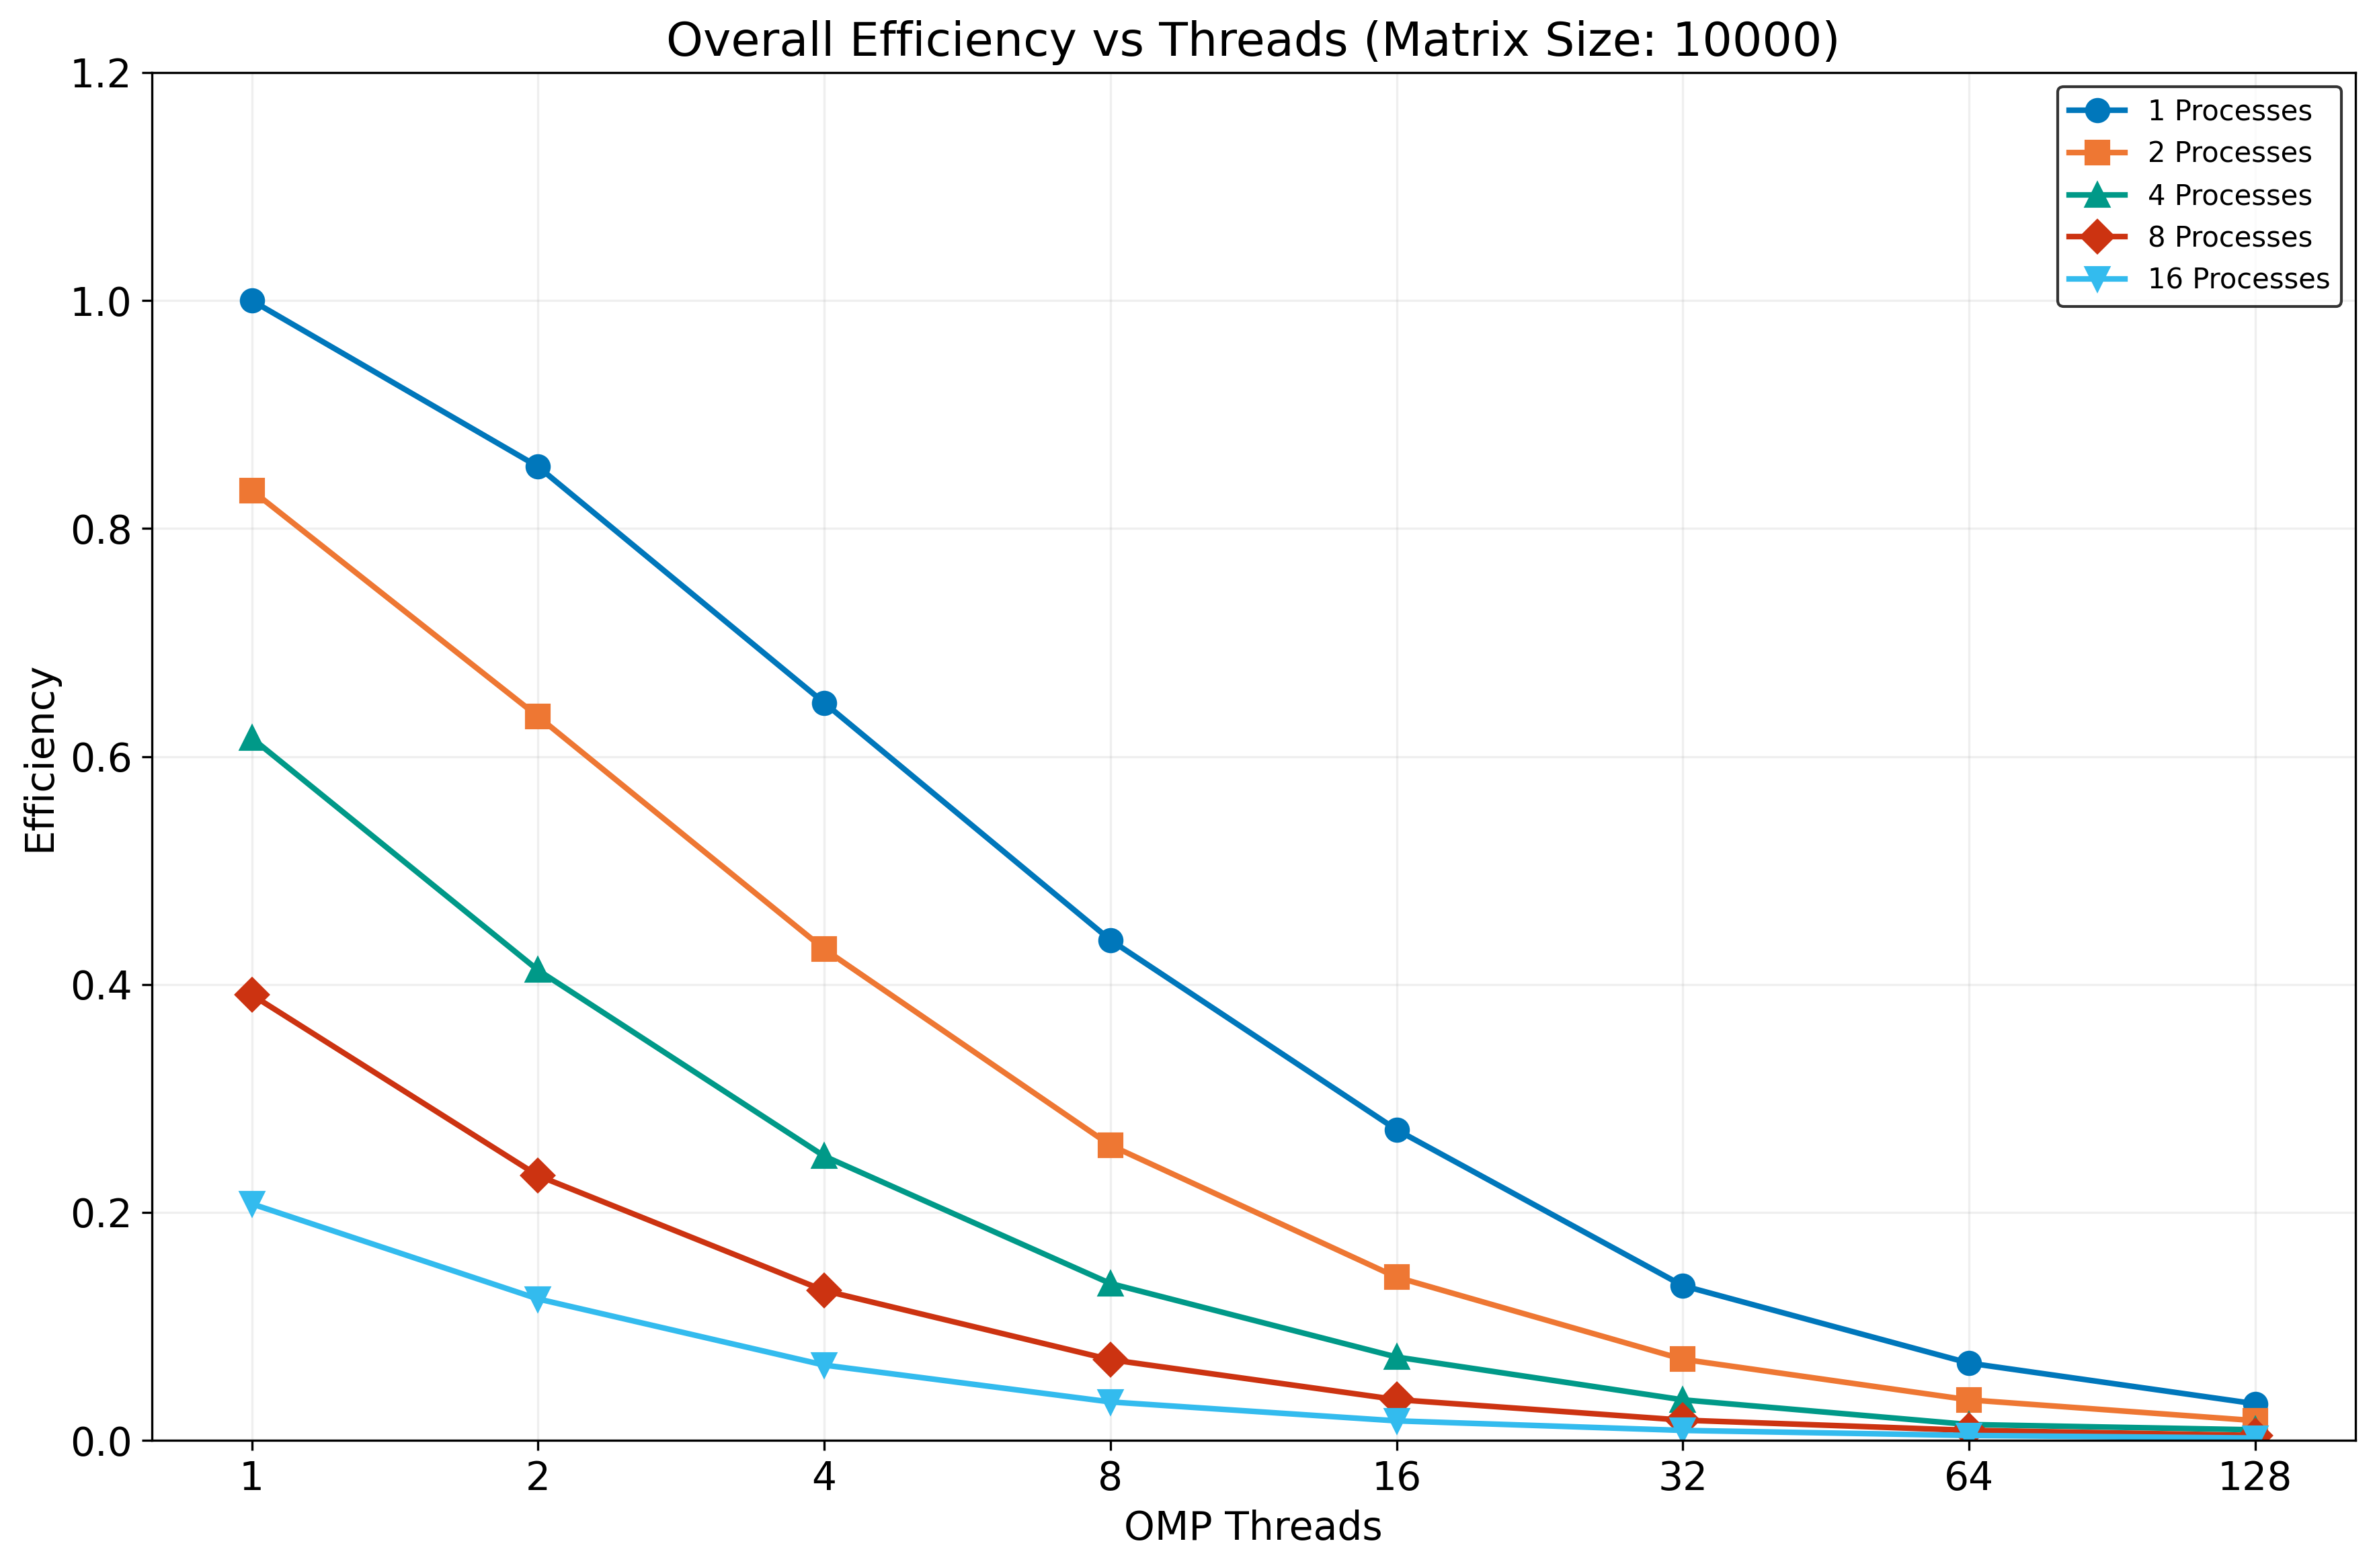 Overall Efficiency vs Threads (Matrix Size: 10000)
1.2
1.0
0.8
0.6
0.4
0.2
0.0
Efficiency
1 Processes
2 Processes
4 Processes
8 Processes
16 Processes
1 2 4 8 16 32 64 128
OMP Threads